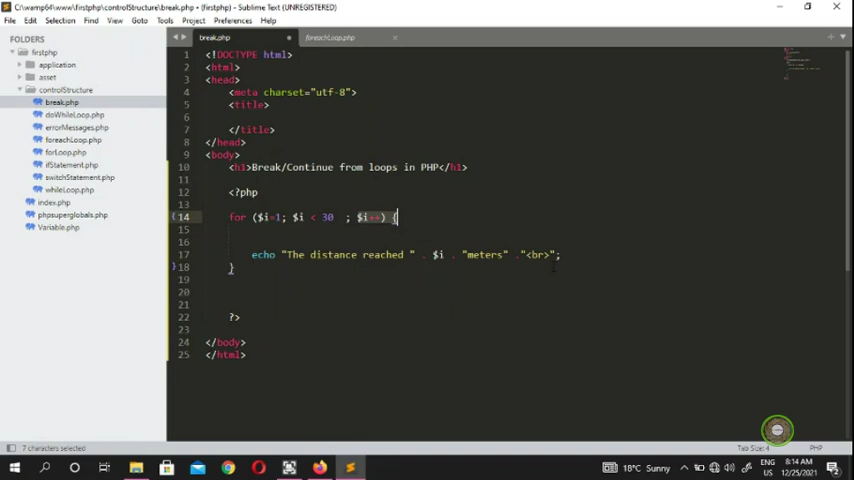 C:\wamp64\www\firstphp\controlStructure\break.php • (firstphp) - Sublime Text (UNREGISTERED)
File Edit Selection Find View Goto Tools Project Preferences Help
FOLDERS
firstphp
application
asset
controlStructure
break.php
doWhileLoop.php
errorMessages.php
foreachLoop.php
forLoop.php
ifStatement.php
switchStatement.php
whileLoop.php
index.php
phpsuperglobals.php
Variable.php
break.php
foreachLoop.php
1 <!DOCTYPE html>
2 <html>
3 <head>
4 <meta charset="utf-8">
5 <title>
6
7 </title>
8 </head>
9 <body>
10 <h1>Break/Continue from loops in PHP</h1>
11
12 <?php
13
14 for ($i=1; $i < 30 ; $i++) {
15
16
17 echo "The distance reached " . $i . "meters" ."<br>";
18 }
19
20
21
22 ?>
23
24 </body>
25 </html>
7 characters selected
Tab Size: 4
PHP
18°C Sunny
ENG
US
8:14 AM
12/25/2021
2